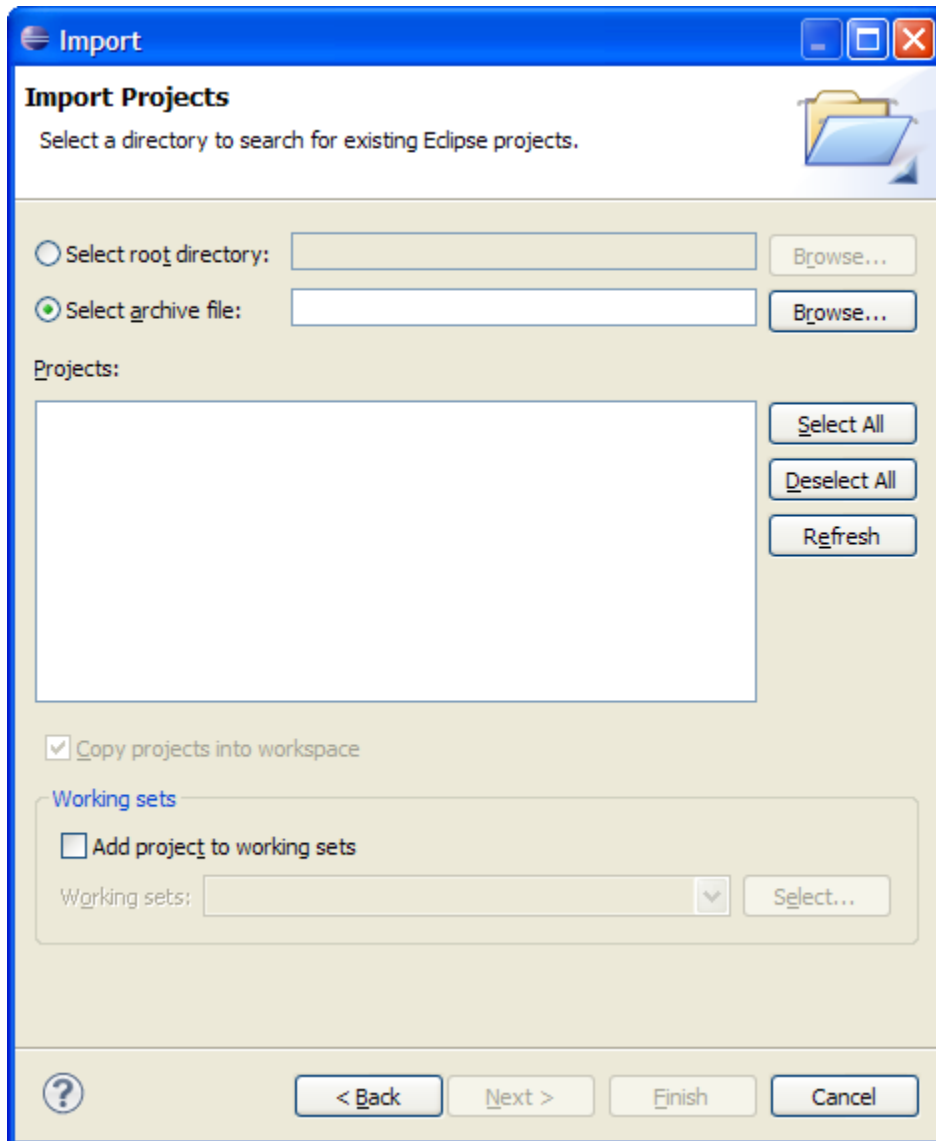 Import
Import Projects
Select a directory to search for existing Eclipse projects.
Select root directory: Browse...
Select archive file: Browse...
Projects:
Select All
Deselect All
Refresh
Copy projects into workspace
Working sets
Add project to working sets
Working sets: Select...
? < Back Next > Finish Cancel